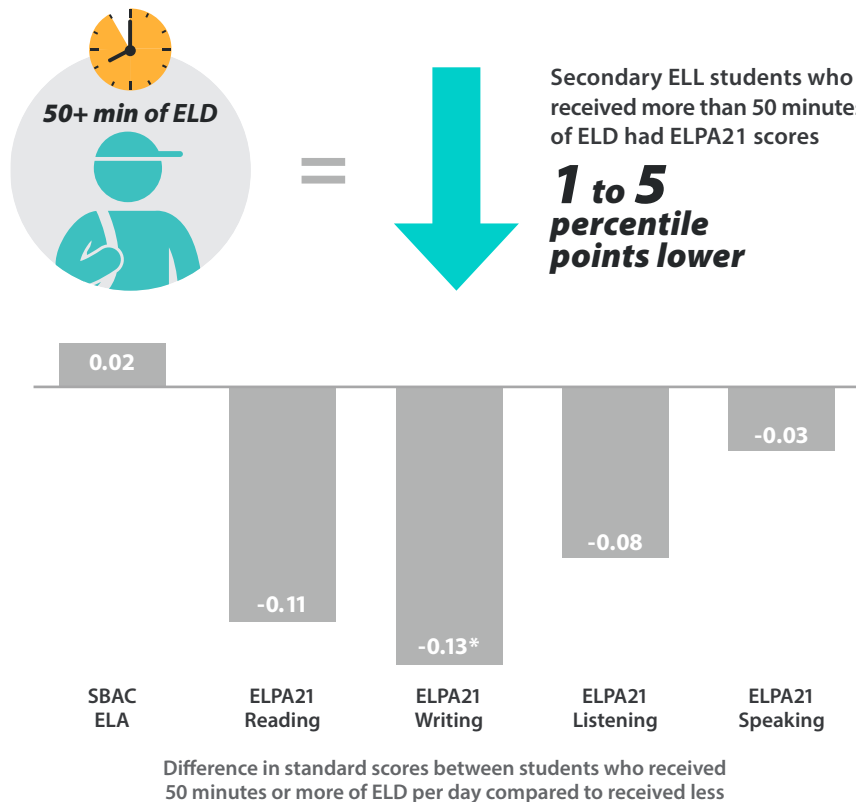 50+ min of ELD
=
Secondary ELL students who
received more than 50 minutes
of ELD had ELPA21 scores
1 to 5
percentile
points lower
0.02
-0.11
-0.13*
-0.08
-0.03
SBAC
ELA
ELPA21
Reading
ELPA21
Writing
ELPA21
Listening
ELPA21
Speaking
Difference in standard scores between students who received
50 minutes or more of ELD per day compared to received less